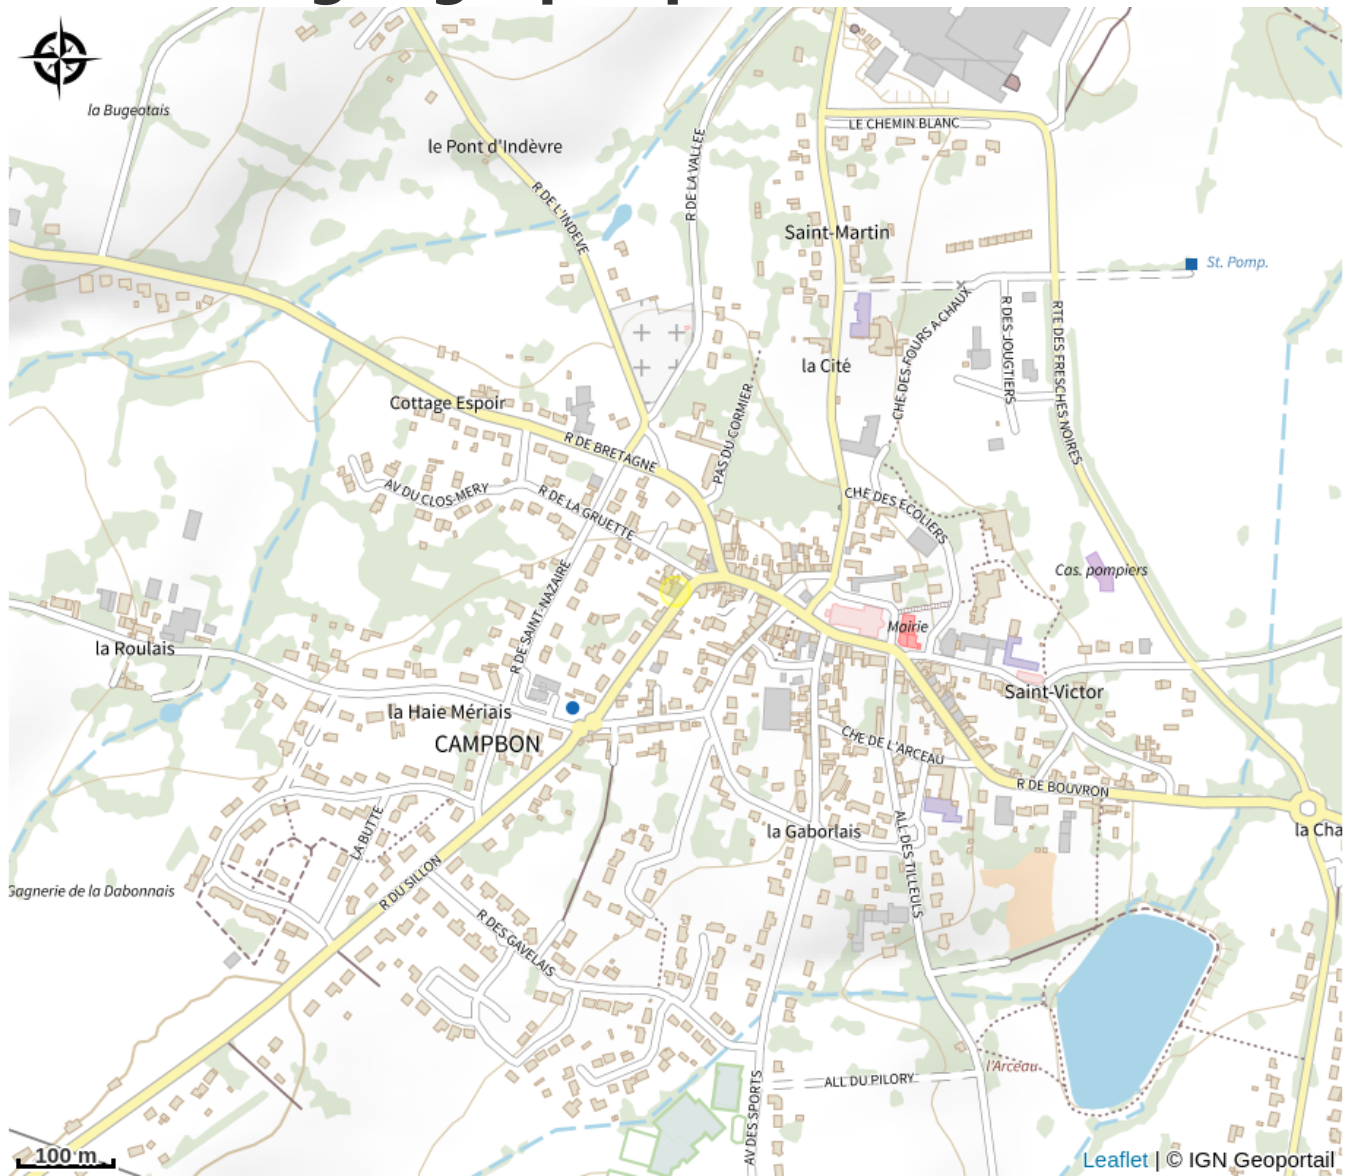 la Bugeotais
le Pont d'Indèvre
LE CHEMIN BLANC
R DE LA VALLEE
R DE L'INDEVE
Saint-Martin
St. Pomp.
CHE DES FOURS A CHAUX
R DES JOUGTIERS
RTE DES FRESCHES NOIRES
la Cité
Cottage Espoir
PAS DU CORMIER
R DE BRETAGNE
AV DU CLOS-MERY
R DE LA GRUETTE
CHE DES ECOLIERS
Cas. pompiers
R DE SAINT-NAZAIRE
Mairie
la Roulais
Saint-Victor
la Haie Mériais
CAMPBON
CHE DE L'ARCEAU
R DE BOUVRON
LA BUTTE
la Gaborlais
la Cha
ALL DES TILLEULS
Gagnerie de la Dabonnais
R DU SILLON
R DES GAVELAIS
l'Arceau
ALL DU PILORY
AV DES SPORTS
100 m
Leaflet | © IGN Geoportail